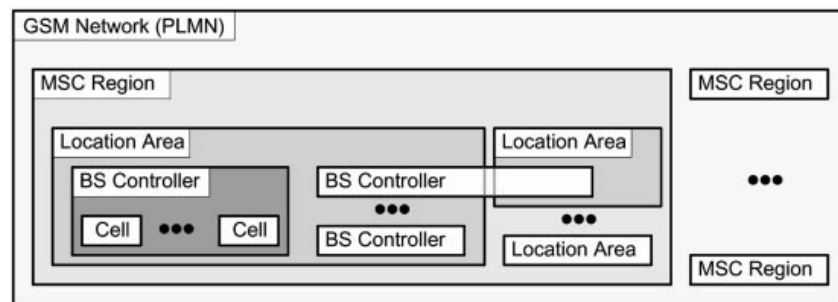 GSM Network (PLMN)
MSC Region
MSC Region
Location Area
Location Area
BS Controller
BS Controller
Cell
Cell
BS Controller
Location Area
MSC Region